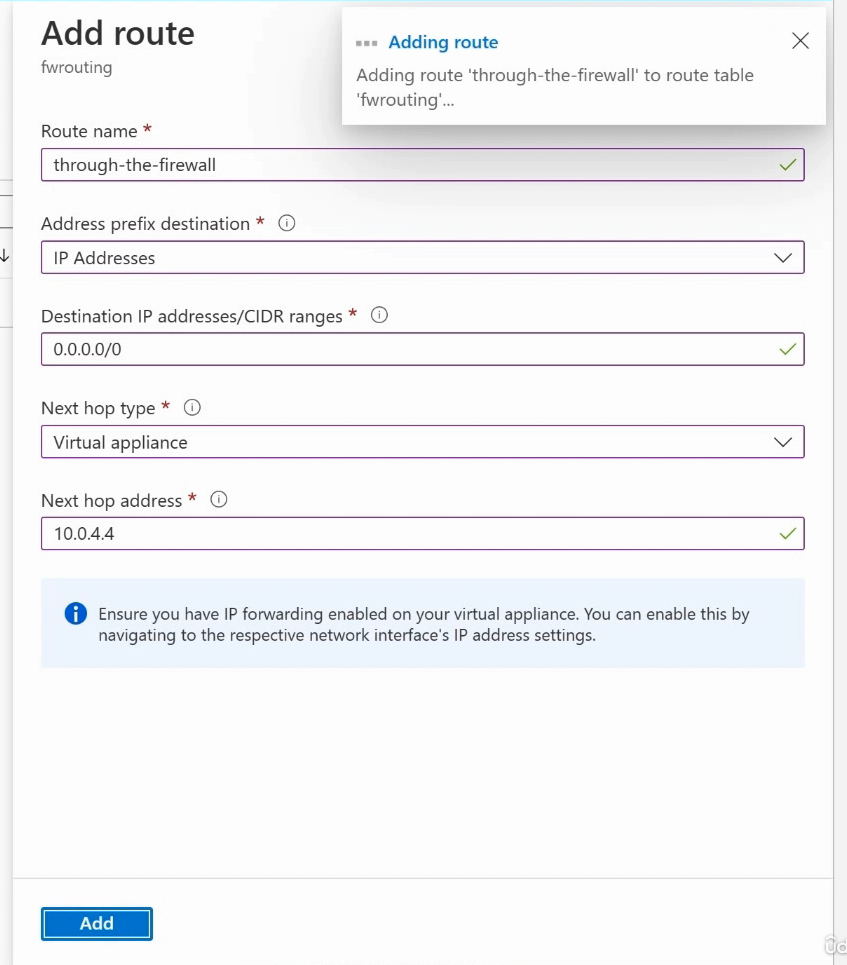 Add route
fwrouting
Adding route
Adding route 'through-the-firewall' to route table
'fwrouting'...
Route name *
through-the-firewall
Address prefix destination *
IP Addresses
Destination IP addresses/CIDR ranges *
0.0.0.0/0
Next hop type *
Virtual appliance
Next hop address *
10.0.4.4
Ensure you have IP forwarding enabled on your virtual appliance. You can enable this by
navigating to the respective network interface's IP address settings.
Add